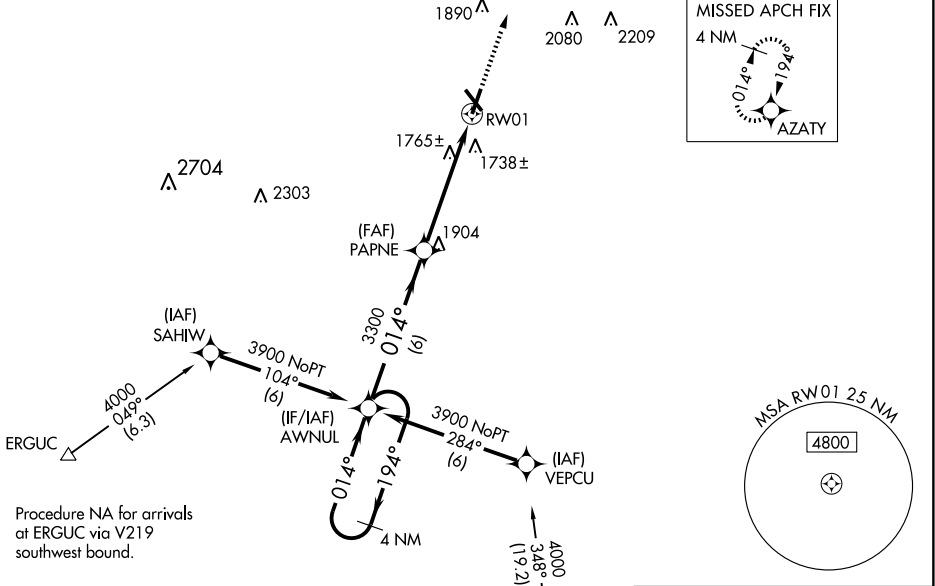 1890
2080
2209
MISSED APCH FIX
4 NM
014°
194°
AZATY
RW01
1765±
1738±
2704
2303
(FAF)
PAPNE
1904
(IAF)
SAHIW
3300
014°
(6)
3900 NoPT
104°
(6)
4000
049°
(6.3)
ERGUC
(IF/IAF)
AWNUL
3900 NoPT
284°
(6)
(IAF)
VEPCU
014°
194°
4 NM
4000
348°
(19.2)
MSA RW01 25 NM
4800
Procedure NA for arrivals
at ERGUC via V219
southwest bound.